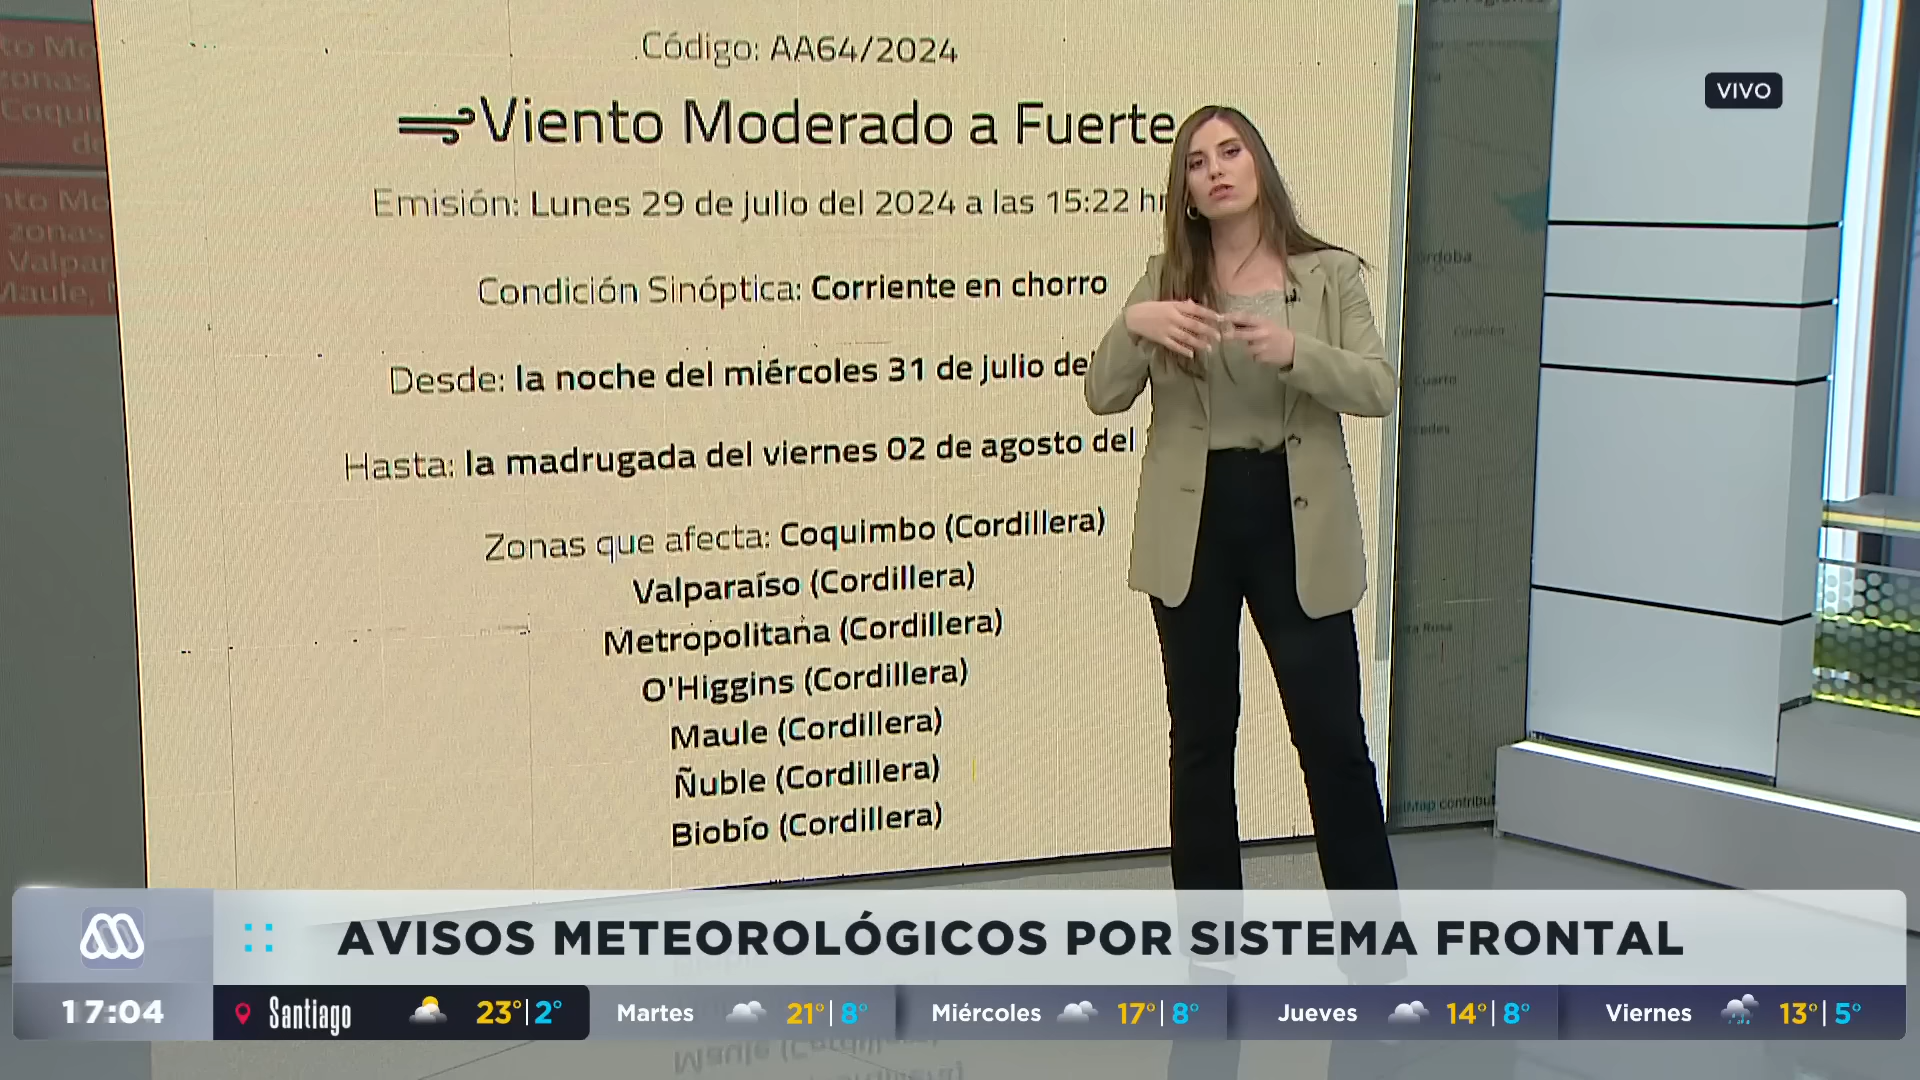 Código: AA64/2024
Viento Moderado a Fuerte
Emisión: Lunes 29 de julio del 2024 a las 15:22 hr
Condición Sinóptica: Corriente en chorro
Desde: la noche del miércoles 31 de julio de
Hasta: la madrugada del viernes 02 de agosto del
Zonas que afecta: Coquimbo (Cordillera)
Valparaíso (Cordillera)
Metropolitana (Cordillera)
O'Higgins (Cordillera)
Maule (Cordillera)
Ñuble (Cordillera)
Biobío (Cordillera)
VIVO
AVISOS METEOROLÓGICOS POR SISTEMA FRONTAL
17:04 Santiago 23°|2° Martes 21°|8° Miércoles 17°|8° Jueves 14°|8° Viernes 13°|5°